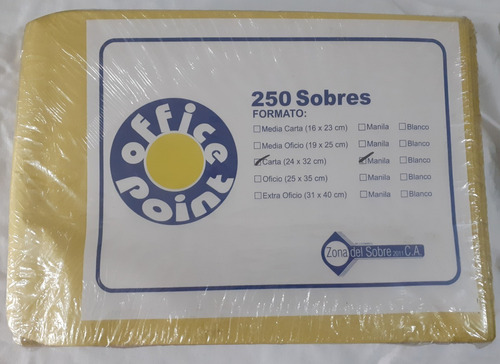 office
point
250 Sobres
FORMATO:
Media Carta (16 x 23 cm) Manila Blanco
Media Oficio (19 x 25 cm) Manila Blanco
Carta (24 x 32 cm) Manila Blanco
Oficio (25 x 35 cm) Manila Blanco
Extra Oficio (31 x 40 cm) Manila Blanco
Zona del Sobre 2011 C.A.